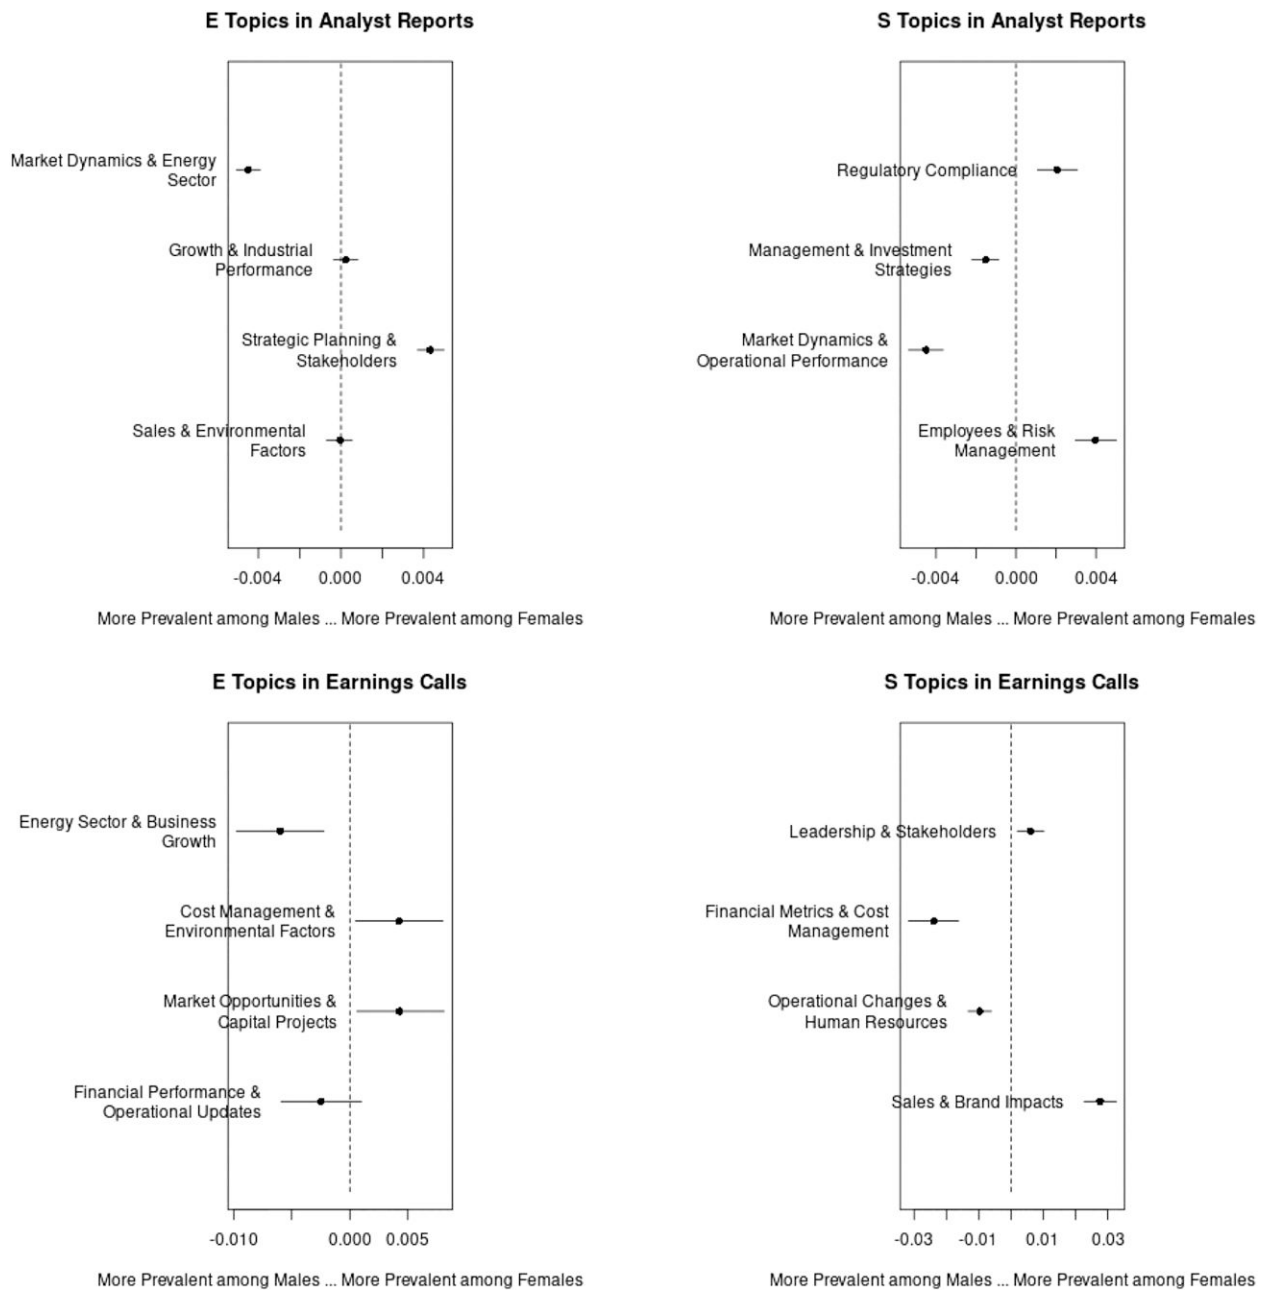 E Topics in Analyst Reports
Market Dynamics & Energy
Sector
Growth & Industrial
Performance
Strategic Planning &
Stakeholders
Sales & Environmental
Factors
-0.004 0.000 0.004
More Prevalent among Males ... More Prevalent among Females
S Topics in Analyst Reports
Regulatory Compliance
Management & Investment
Strategies
Market Dynamics &
Operational Performance
Employees & Risk
Management
-0.004 0.000 0.004
More Prevalent among Males ... More Prevalent among Females
E Topics in Earnings Calls
Energy Sector & Business
Growth
Cost Management &
Environmental Factors
Market Opportunities &
Capital Projects
Financial Performance &
Operational Updates
-0.010 0.000 0.005
More Prevalent among Males ... More Prevalent among Females
S Topics in Earnings Calls
Leadership & Stakeholders
Financial Metrics & Cost
Management
Operational Changes &
Human Resources
Sales & Brand Impacts
-0.03 -0.01 0.01 0.03
More Prevalent among Males ... More Prevalent among Females